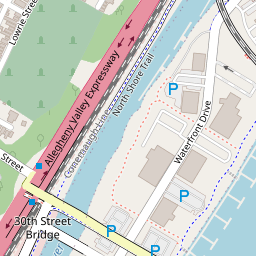 Lowrie Street
Allegheny Valley Expressway
North Shore Trail
Conemaugh Line
Waterfront Drive
P
P
Street
P
P
30th Street
Bridge